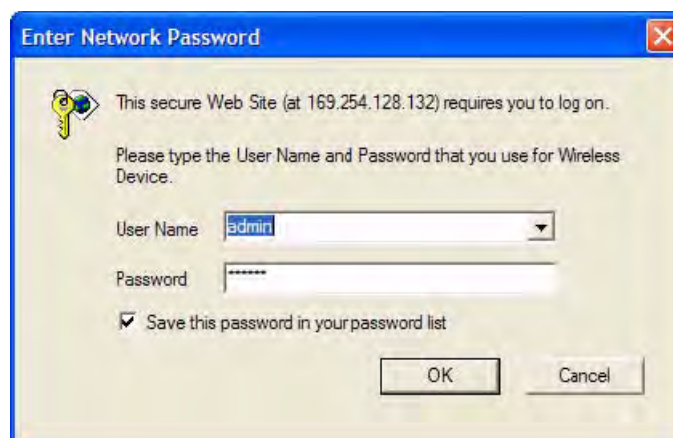 Enter Network Password
This secure Web Site (at 169.254.128.132) requires you to log on.
Please type the User Name and Password that you use for Wireless
Device.
User Name admin
Password ••••••
Save this password in your password list
OK Cancel